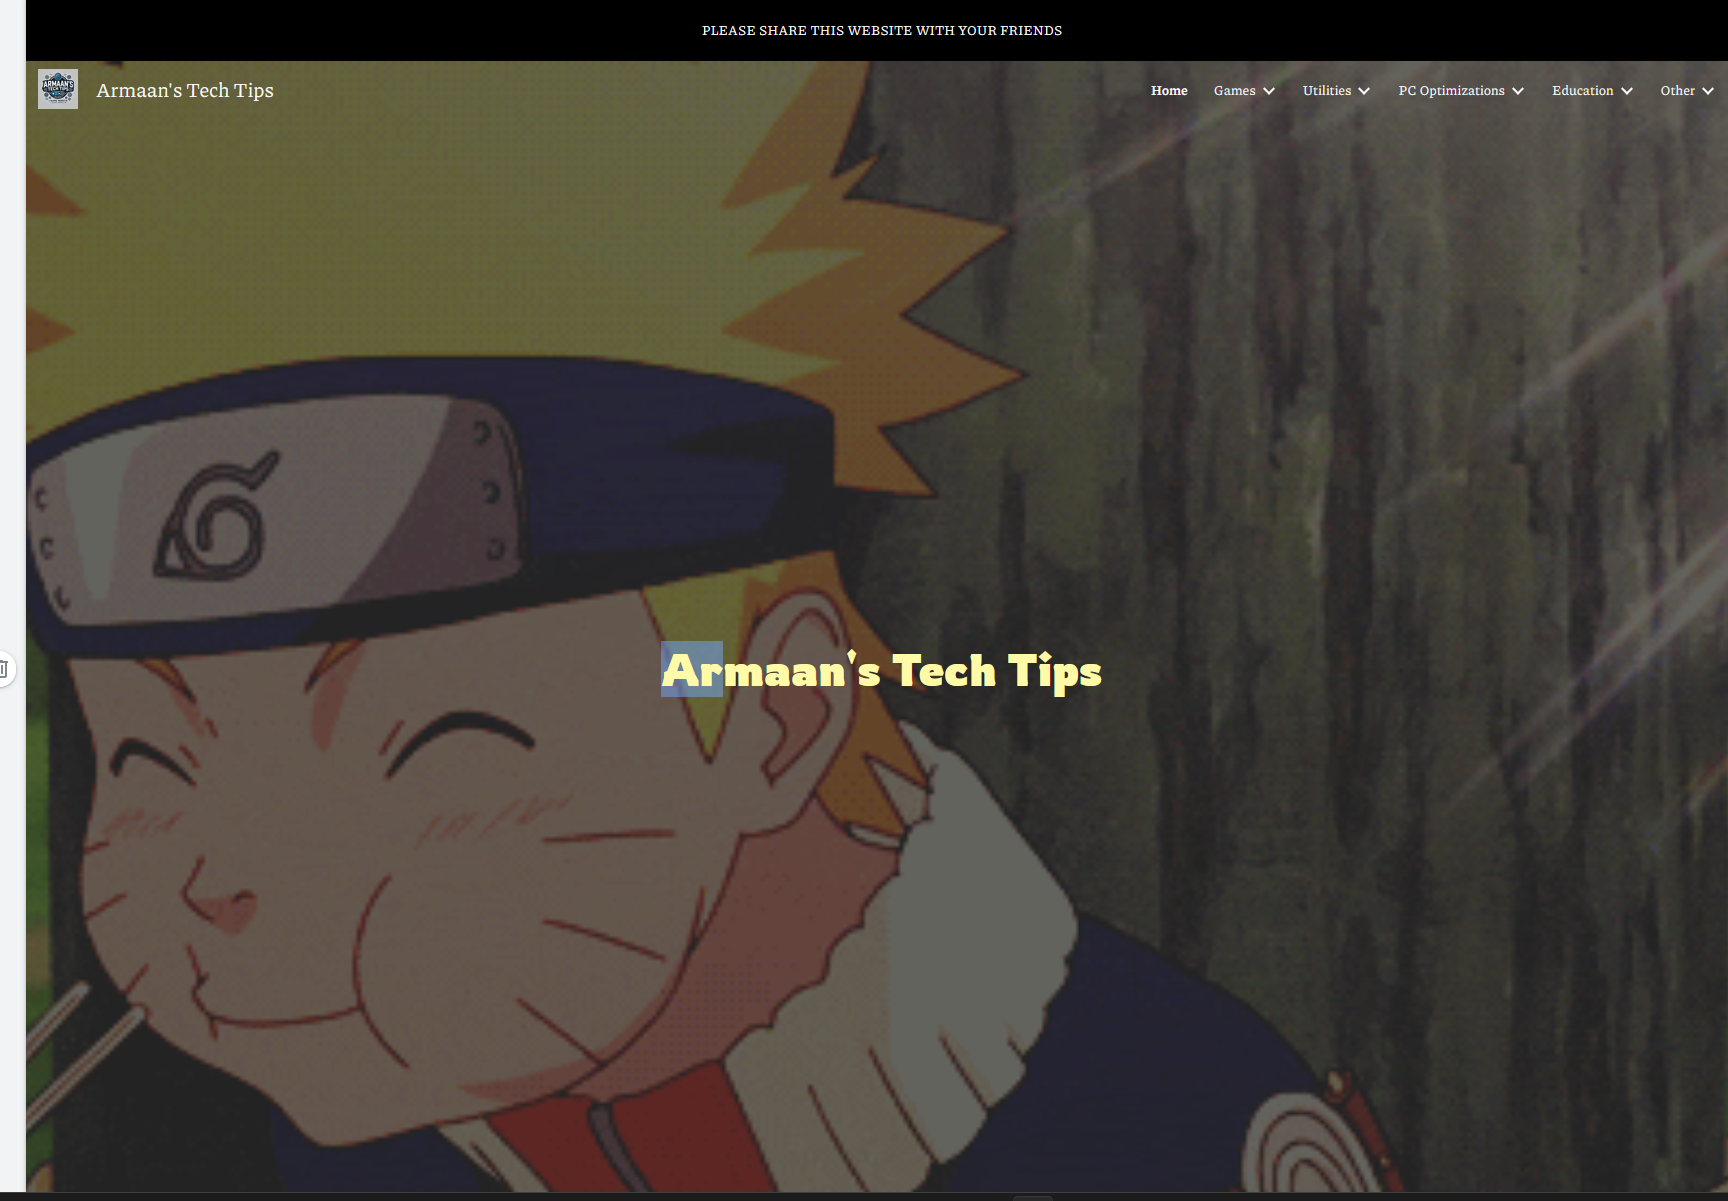 PLEASE SHARE THIS WEBSITE WITH YOUR FRIENDS
ARMAAN'S
TECH TIPS
Armaan's Tech Tips
Home Games Utilities PC Optimizations Education Other
Armaan's Tech Tips